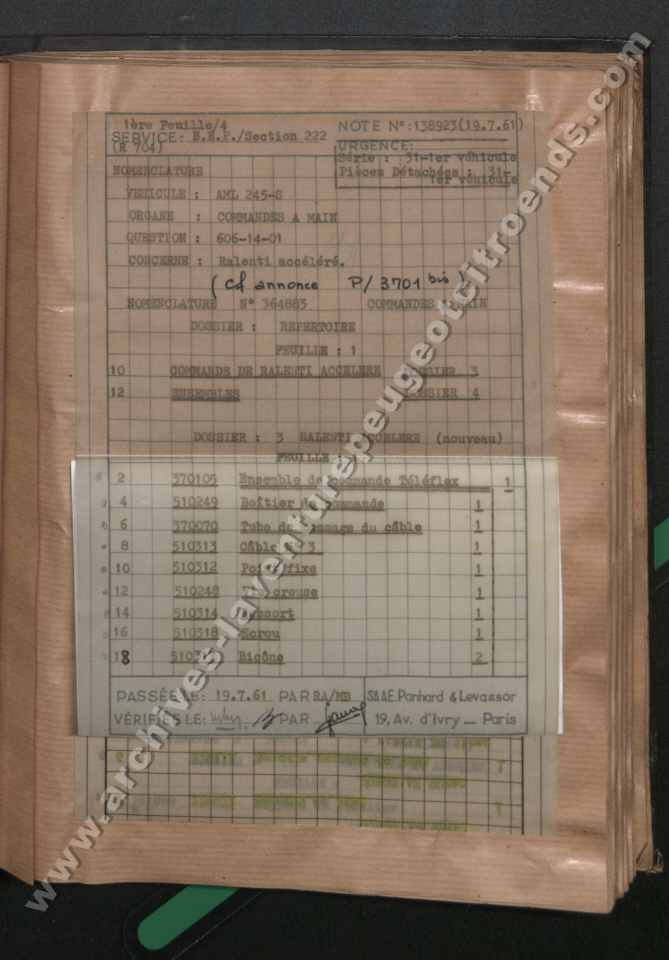 1ère Feuille/4
NOTE N°:138923(19.7.61)
SERVICE: B.E.P./Section 222
(R 704)
URGENCE:
Série : 31-1er véhicule
Pièces Détachées : 31-
1er véhicule
NOMENCLATURE
VEHICULE : AML 245-S
ORGANE : COMMANDES A MAIN
QUESTION : 606-14-01
CONCERNE : Ralenti accéléré.
(Cf annonce P/3701 bis)
NOMENCLATURE N° 364883 COMMANDES A MAIN
DOSSIER : REPERTOIRE
FEUILLE : 1
10 COMMANDE DE RALENTI ACCELERE DOSSIER 3
12 ENSEMBLES DOSSIER 4
DOSSIER : 3 RALENTI ACCELERE (nouveau)
FEUILLE :
2 370105 Ensemble de commande Téléflex 1
4 510249 Boîtier de commande 1
6 370070 Tube de passage du câble 1
8 510313 Câble N° 3 1
10 510312 Point fixe 1
12 510248 Vis creuse 1
14 510314 Ressort 1
16 510318 Ecrou 1
18 Bicône 2
PASSÉE LE: 19.7.61 PAR RA/MB SAAE. Panhard & Levassor
VÉRIFIÉE LE: PAR 19, Av. d'Ivry _ Paris
www.archives-laventurepeugeotcitroends.com